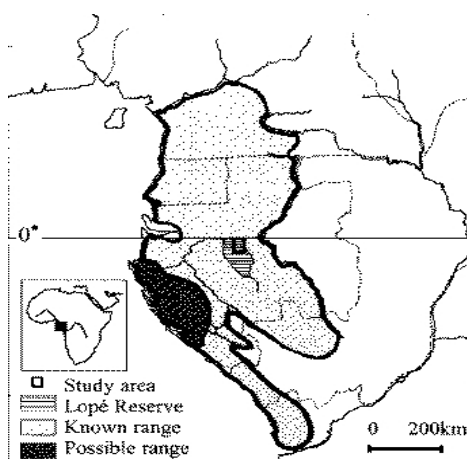 0°
Study area
Lopé Reserve
Known range
Possible range
0 200km